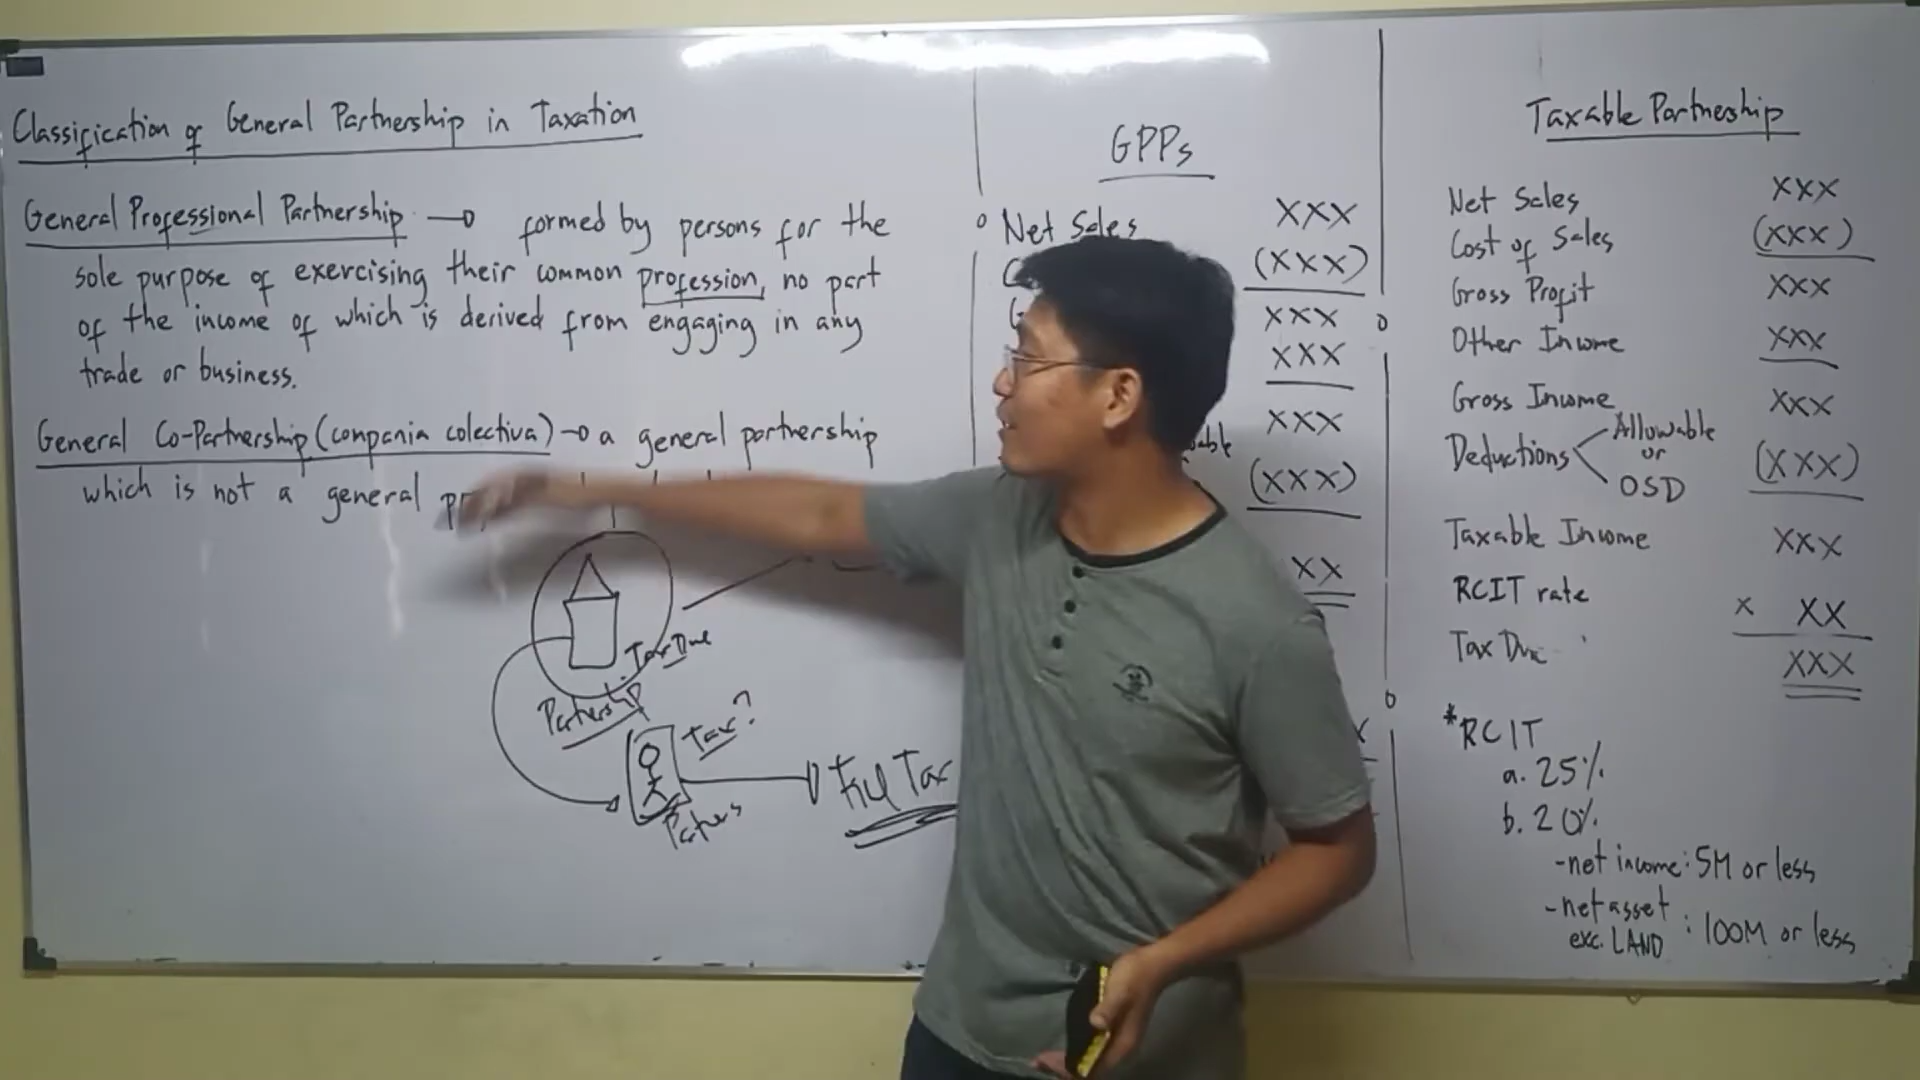 Classification of General Partnership in Taxation
General Professional Partnership → formed by persons for the
sole purpose of exercising their common profession, no part
of the income of which is derived from engaging in any
trade or business.
General Co-Partnership (compania colectiva) → a general partnership
which is not a general
Tax Due
Partnership
Tax?
Partners
Tax
GPPs
Net Sales XXX
(XXX)
XXX
XXX
XXX
(XXX)
XX
Taxable Partnership
Net Sales XXX
Cost of Sales (XXX)
Gross Profit XXX
Other Income XXX
Gross Income XXX
Deductions Allowable or OSD (XXX)
Taxable Income XXX
RCIT rate x XX
Tax Due XXX
*RCIT
a. 25%
b. 20%
-net income: 5M or less
-net asset
exc. LAND : 100M or less